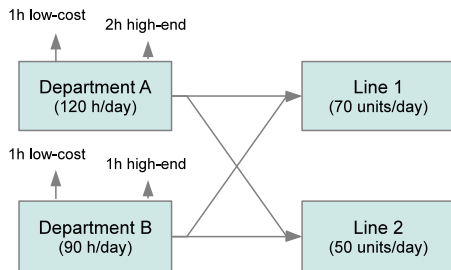 1h low-cost
2h high-end
Department A
(120 h/day)
Line 1
(70 units/day)
1h low-cost
1h high-end
Department B
(90 h/day)
Line 2
(50 units/day)